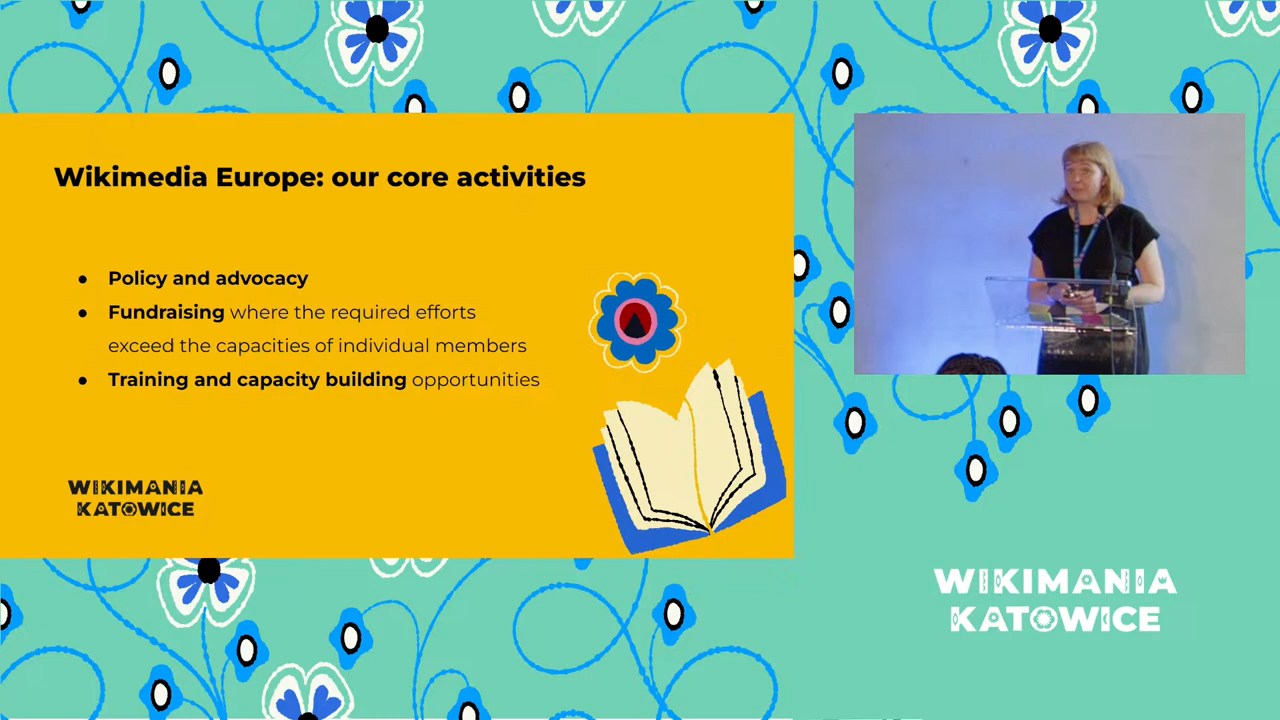 Wikimedia Europe: our core activities
● Policy and advocacy
● Fundraising where the required efforts
exceed the capacities of individual members
● Training and capacity building opportunities
WIKIMANIA
KATOWICE
WIKIMANIA
KATOWICE